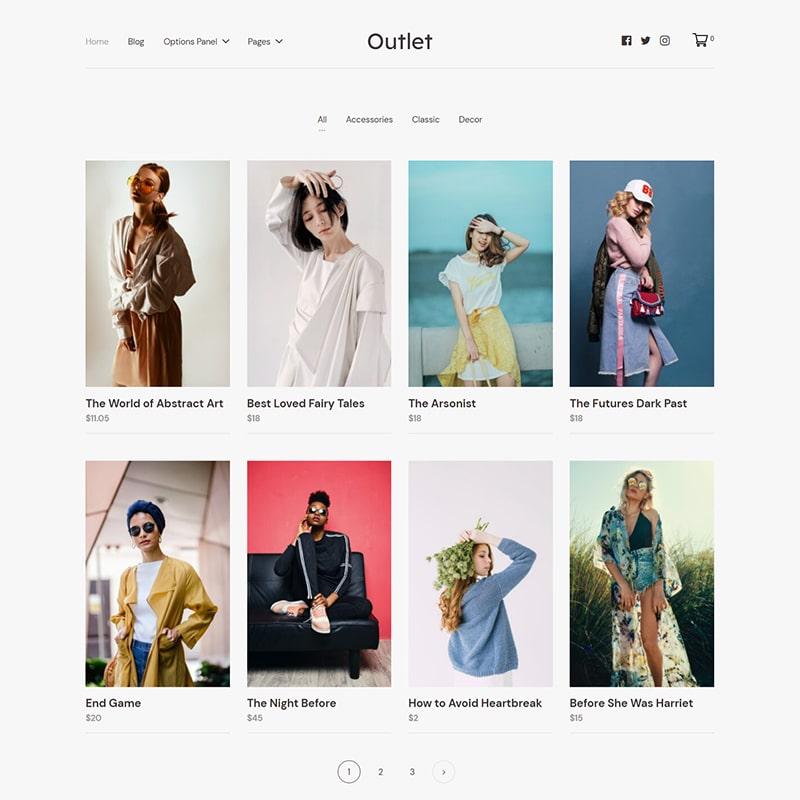 Home Blog Options Panel Pages Outlet 0
All Accessories Classic Decor
The World of Abstract Art
$11.05
Best Loved Fairy Tales
$18
The Arsonist
$18
The Futures Dark Past
$18
End Game
$20
The Night Before
$45
How to Avoid Heartbreak
$2
Before She Was Harriet
$15
1 2 3 >